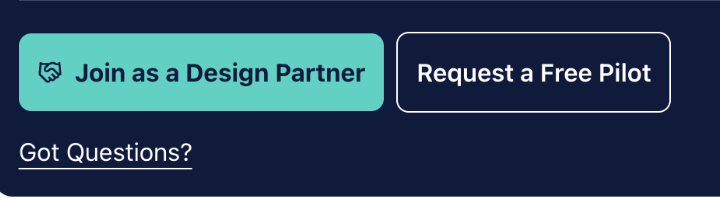 Join as a Design Partner
Request a Free Pilot
Got Questions?